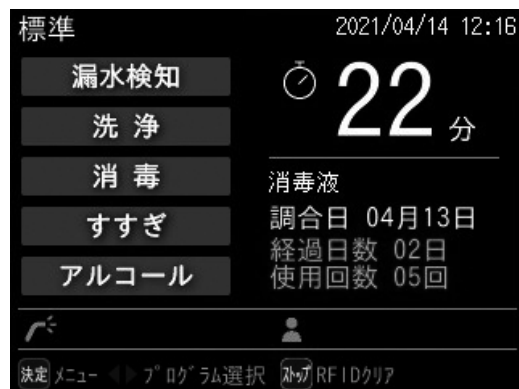 標準 2021/04/14 12:16
漏水検知
洗浄
消毒
すすぎ
アルコール
22分
消毒液
調合日 04月13日
経過日数 02日
使用回数 05回
決定 メニュー ◀▶ プログラム選択 ストップ RFIDクリア